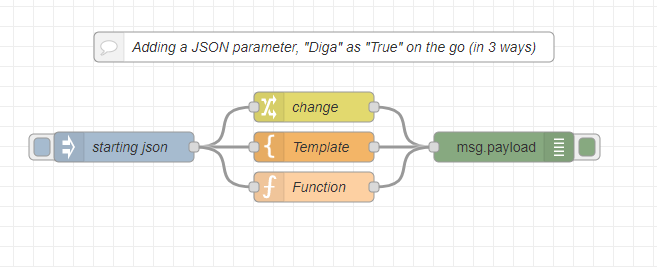 Adding a JSON parameter, "Diga" as "True" on the go (in 3 ways)
change
starting json
Template
msg.payload
Function